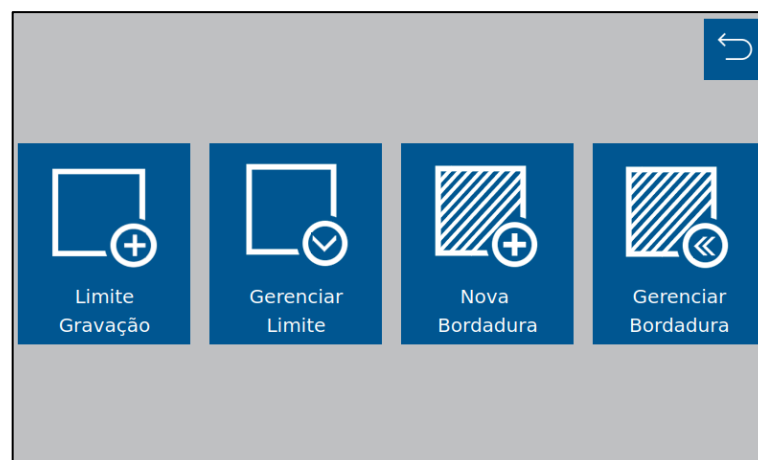 Limite
Gravação
Gerenciar
Limite
Nova
Bordadura
Gerenciar
Bordadura